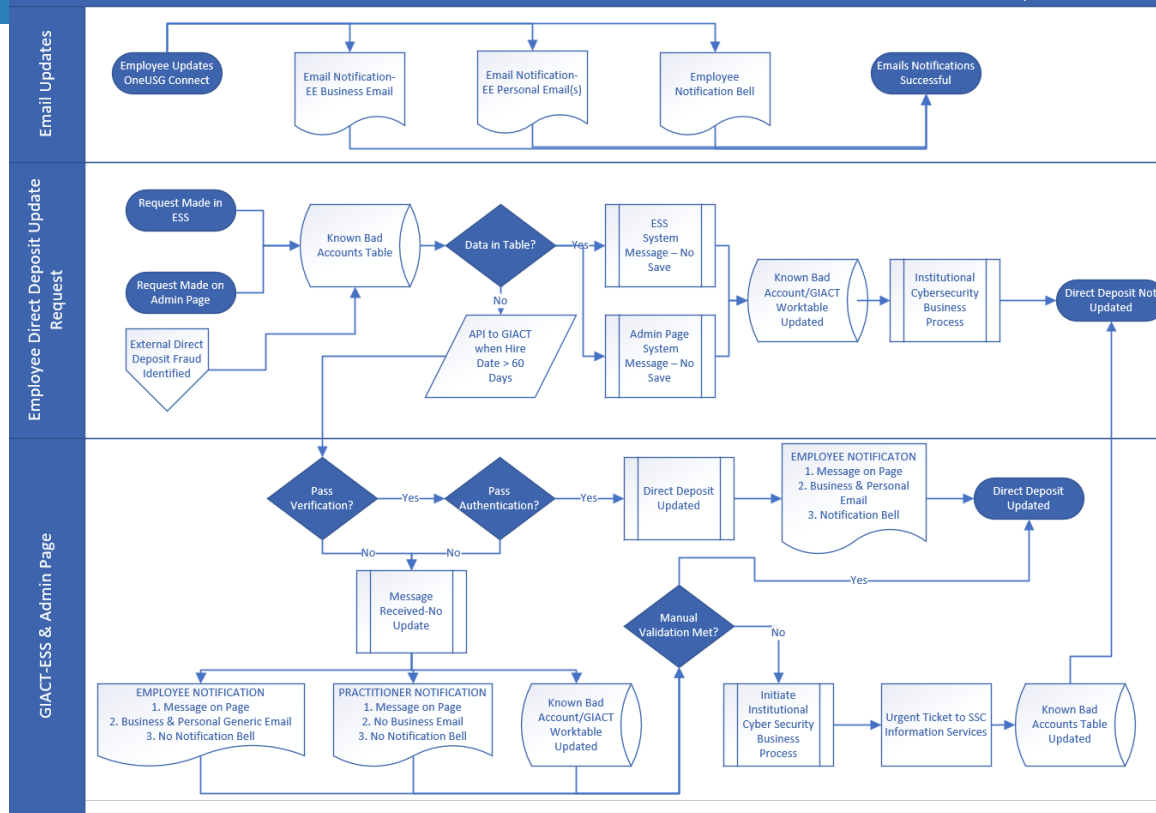 Email Updates
Employee Updates
OneUSG Connect
Email Notification-
EE Business Email
Email Notification-
EE Personal Email(s)
Employee
Notification Bell
Emails Notifications
Successful
Employee Direct Deposit Update
Request
Request Made in
ESS
Request Made on
Admin Page
External Direct
Deposit Fraud
Identified
Known Bad
Accounts Table
Data in Table?
Yes
No
API to GIACT
when Hire
Date > 60
Days
ESS
System
Message – No
Save
Admin Page
System
Message – No
Save
Known Bad
Account/GIACT
Worktable
Updated
Institutional
Cybersecurity
Business
Process
Direct Deposit Not
Updated
GIACT-ESS & Admin Page
Pass
Verification?
Yes
Pass
Authentication?
Yes
Direct Deposit
Updated
EMPLOYEE NOTIFICATON
1. Message on Page
2. Business & Personal
Email
3. Notification Bell
Direct Deposit
Updated
No
No
Message
Received-No
Update
Yes
Manual
Validation Met?
No
EMPLOYEE NOTIFICATION
1. Message on Page
2. Business & Personal Generic Email
3. No Notification Bell
PRACTITIONER NOTIFICATION
1. Message on Page
2. No Business Email
3. No Notification Bell
Known Bad
Account/GIACT
Worktable
Updated
Initiate
Institutional
Cyber Security
Business
Process
Urgent Ticket to SSC
Information Services
Known Bad
Accounts Table
Updated